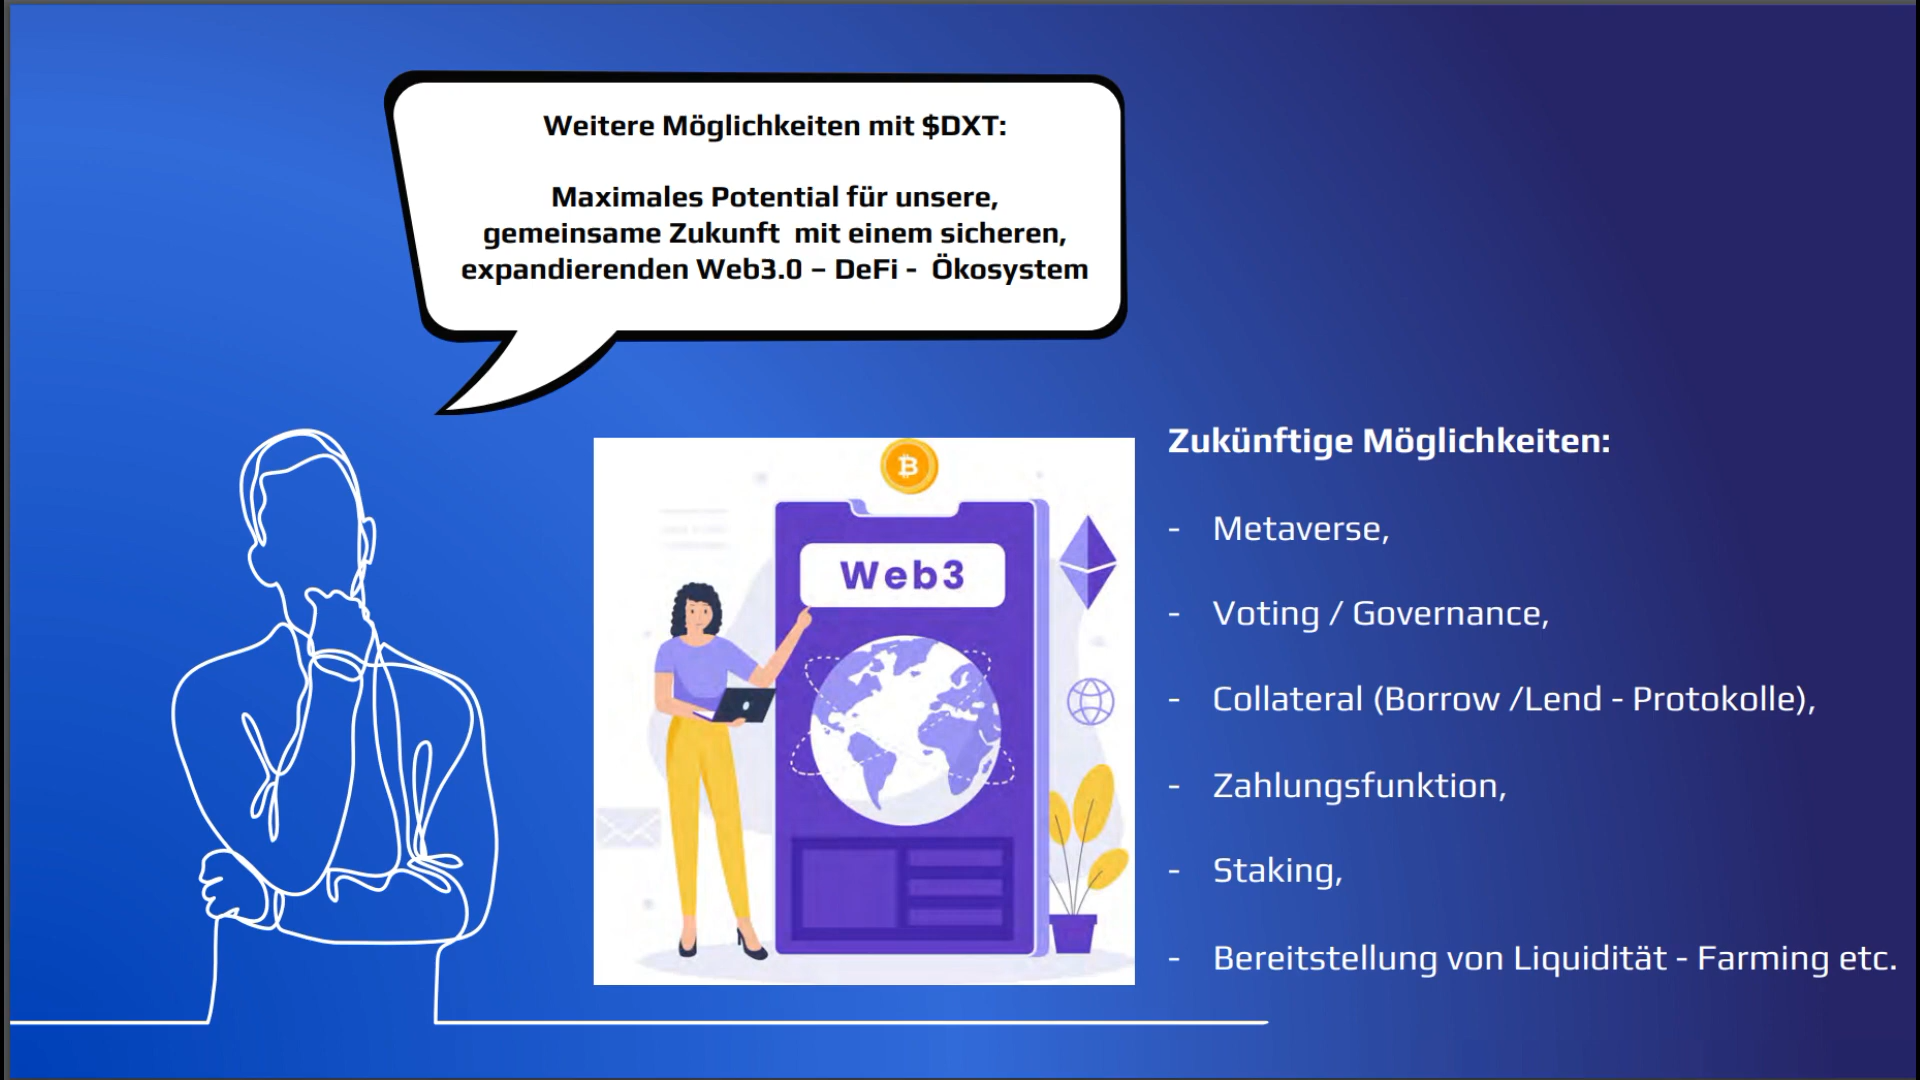 Weitere Möglichkeiten mit $DXT:
Maximales Potential für unsere,
gemeinsame Zukunft mit einem sicheren,
expandierenden Web3.0 – DeFi - Ökosystem
Web3
Zukünftige Möglichkeiten:
- Metaverse,
- Voting / Governance,
- Collateral (Borrow /Lend - Protokolle),
- Zahlungsfunktion,
- Staking,
- Bereitstellung von Liquidität - Farming etc.